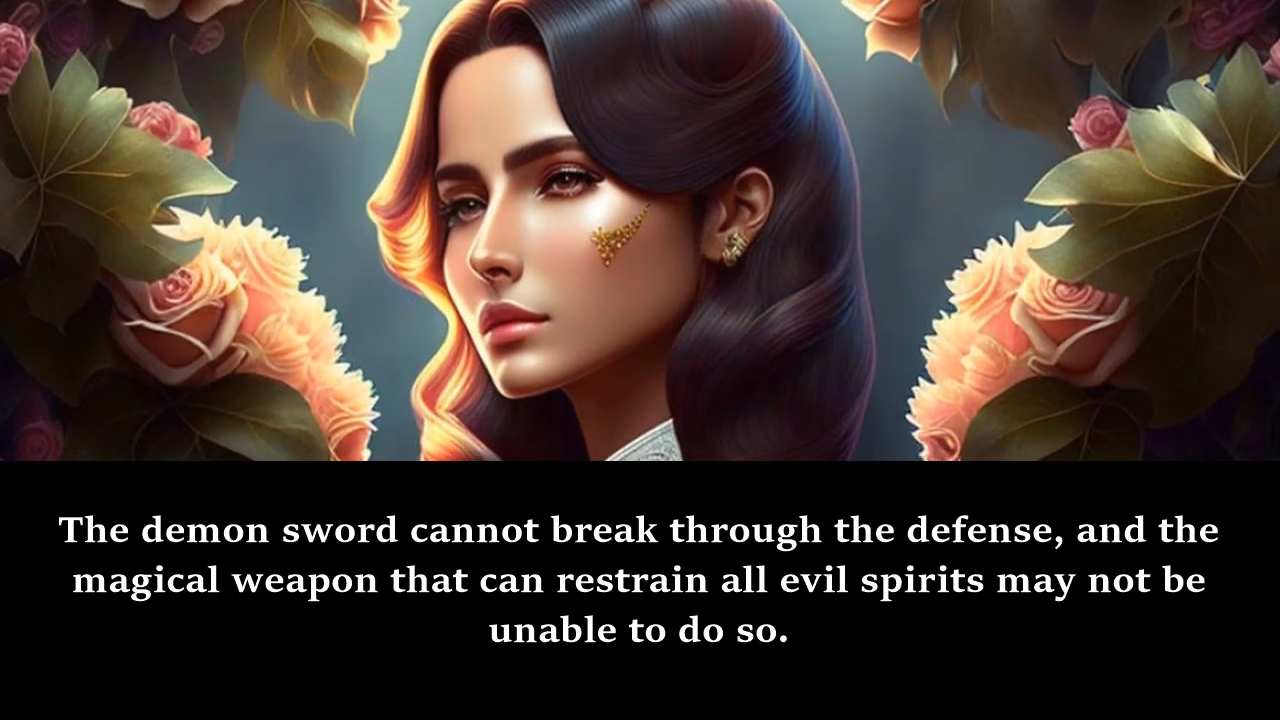 The demon sword cannot break through the defense, and the
magical weapon that can restrain all evil spirits may not be
unable to do so.